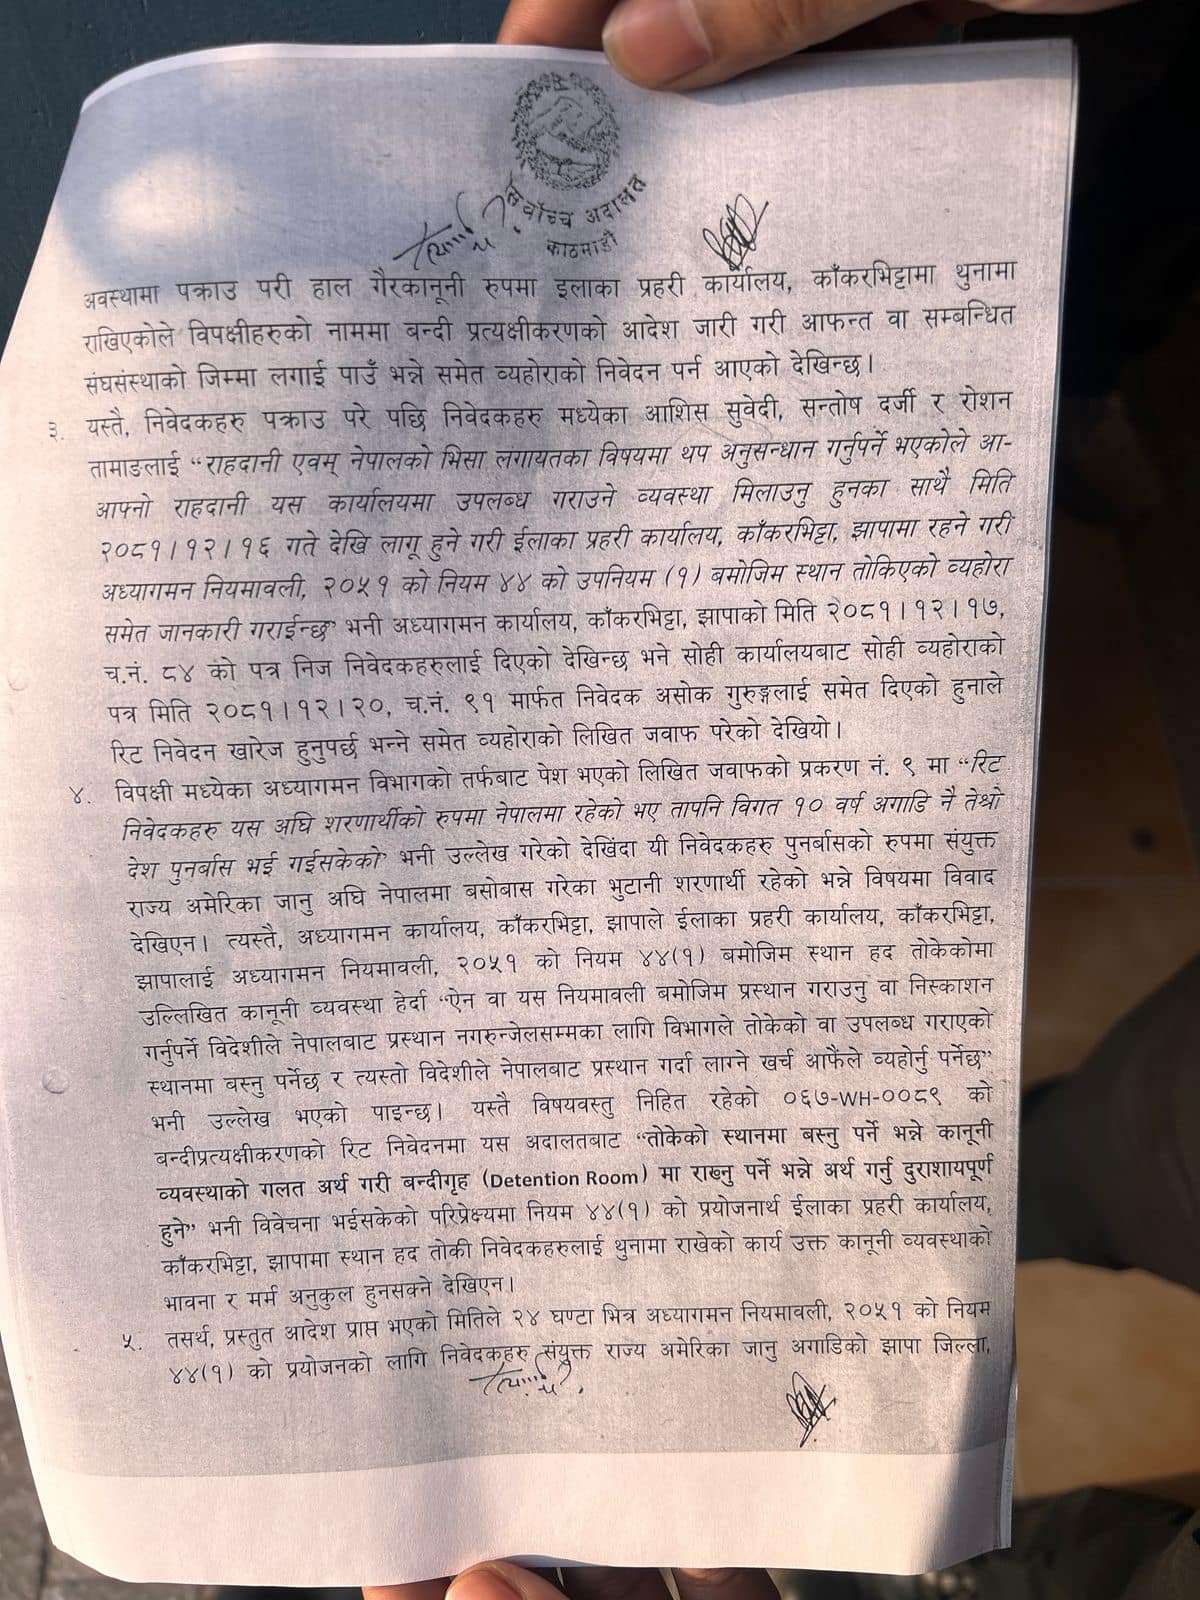 सर्वोच्च अदालत
काठमाडौं
अवस्थामा पक्राउ परी हाल गैरकानूनी रुपमा इलाका प्रहरी कार्यालय, काँकरभिट्टामा थुनामा
राखिएकोले विपक्षीहरुको नाममा बन्दी प्रत्यक्षीकरणको आदेश जारी गरी आफन्त वा सम्बन्धित
संघसंस्थाको जिम्मा लगाई पाउँ भन्ने समेत व्यहोराको निवेदन पर्न आएको देखिन्छ।
३. यस्तै, निवेदकहरु पक्राउ परे पछि निवेदकहरु मध्येका आशिस सुवेदी, सन्तोष दर्जी र रोशन
तामाङलाई "राहदानी एवम् नेपालको भिसा लगायतका विषयमा थप अनुसन्धान गर्नुपर्ने भएकोले आ-
आफ्नो राहदानी यस कार्यालयमा उपलब्ध गराउने व्यवस्था मिलाउनु हुनका साथै मिति
२०८१।१२।१६ गते देखि लागू हुने गरी ईलाका प्रहरी कार्यालय, काँकरभिट्टा, झापामा रहने गरी
अध्यागमन नियमावली, २०५१ को नियम ४४ को उपनियम (१) बमोजिम स्थान तोकिएको व्यहोरा
समेत जानकारी गराईन्छ" भनी अध्यागमन कार्यालय, काँकरभिट्टा, झापाको मिति २०८१।१२।१७,
च.नं. ८४ को पत्र निज निवेदकहरुलाई दिएको देखिन्छ भने सोही कार्यालयबाट सोही व्यहोराको
पत्र मिति २०८१।१२।२०, च.नं. ९१ मार्फत निवेदक असोक गुरुङ्गलाई समेत दिएको हुनाले
रिट निवेदन खारेज हुनुपर्छ भन्ने समेत व्यहोराको लिखित जवाफ परेको देखियो।
४. विपक्षी मध्येका अध्यागमन विभागको तर्फबाट पेश भएको लिखित जवाफको प्रकरण नं. ९ मा "रिट
निवेदकहरु यस अघि शरणार्थीको रुपमा नेपालमा रहेको भए तापनि विगत १० वर्ष अगाडि नै तेश्रो
देश पुनर्बास भई गईसकेको" भनी उल्लेख गरेको देखिंदा यी निवेदकहरु पुनर्बासको रुपमा संयुक्त
राज्य अमेरिका जानु अघि नेपालमा बसोबास गरेका भुटानी शरणार्थी रहेको भन्ने विषयमा विवाद
देखिएन। त्यस्तै, अध्यागमन कार्यालय, काँकरभिट्टा, झापाले ईलाका प्रहरी कार्यालय, काँकरभिट्टा,
झापालाई अध्यागमन नियमावली, २०५१ को नियम ४४(१) बमोजिम स्थान हद तोकेकोमा
उल्लिखित कानूनी व्यवस्था हेर्दा "ऐन वा यस नियमावली बमोजिम प्रस्थान गराउनु वा निस्काशन
गर्नुपर्ने विदेशीले नेपालबाट प्रस्थान नगरुन्जेलसम्मका लागि विभागले तोकेको वा उपलब्ध गराएको
स्थानमा बस्नु पर्नेछ र त्यस्तो विदेशीले नेपालबाट प्रस्थान गर्दा लाग्ने खर्च आफैंले व्यहोर्नु पर्नेछ"
भनी उल्लेख भएको पाइन्छ। यस्तै विषयवस्तु निहित रहेको ०६७-WH-००८९ को
बन्दीप्रत्यक्षीकरणको रिट निवेदनमा यस अदालतबाट "तोकेको स्थानमा बस्नु पर्ने भन्ने कानूनी
व्यवस्थाको गलत अर्थ गरी बन्दीगृह (Detention Room) मा राख्नु पर्ने भन्ने अर्थ गर्नु दुराशायपूर्ण
हुने" भनी विवेचना भईसकेको परिप्रेक्ष्यमा नियम ४४(१) को प्रयोजनार्थ ईलाका प्रहरी कार्यालय,
काँकरभिट्टा, झापामा स्थान हद तोकी निवेदकहरुलाई थुनामा राखेको कार्य उक्त कानूनी व्यवस्थाको
भावना र मर्म अनुकुल हुनसक्ने देखिएन।
५. तसर्थ, प्रस्तुत आदेश प्राप्त भएको मितिले २४ घण्टा भित्र अध्यागमन नियमावली, २०५१ को नियम
४४(१) को प्रयोजनको लागि निवेदकहरु संयुक्त राज्य अमेरिका जानु अगाडिको झापा जिल्ला,